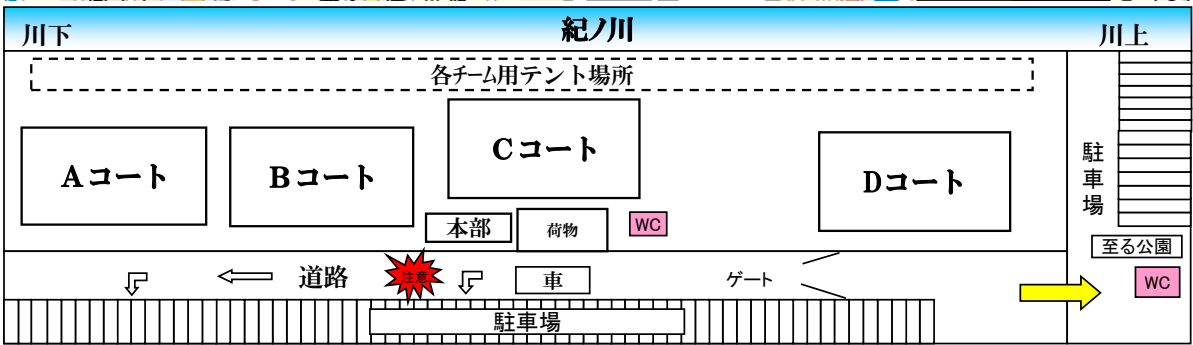 川下
紀ノ川
川上
各チーム用テント場所
Aコート
Bコート
Cコート
Dコート
駐車場
本部
荷物
WC
至る公園
道路
注意
車
ゲート
WC
駐車場